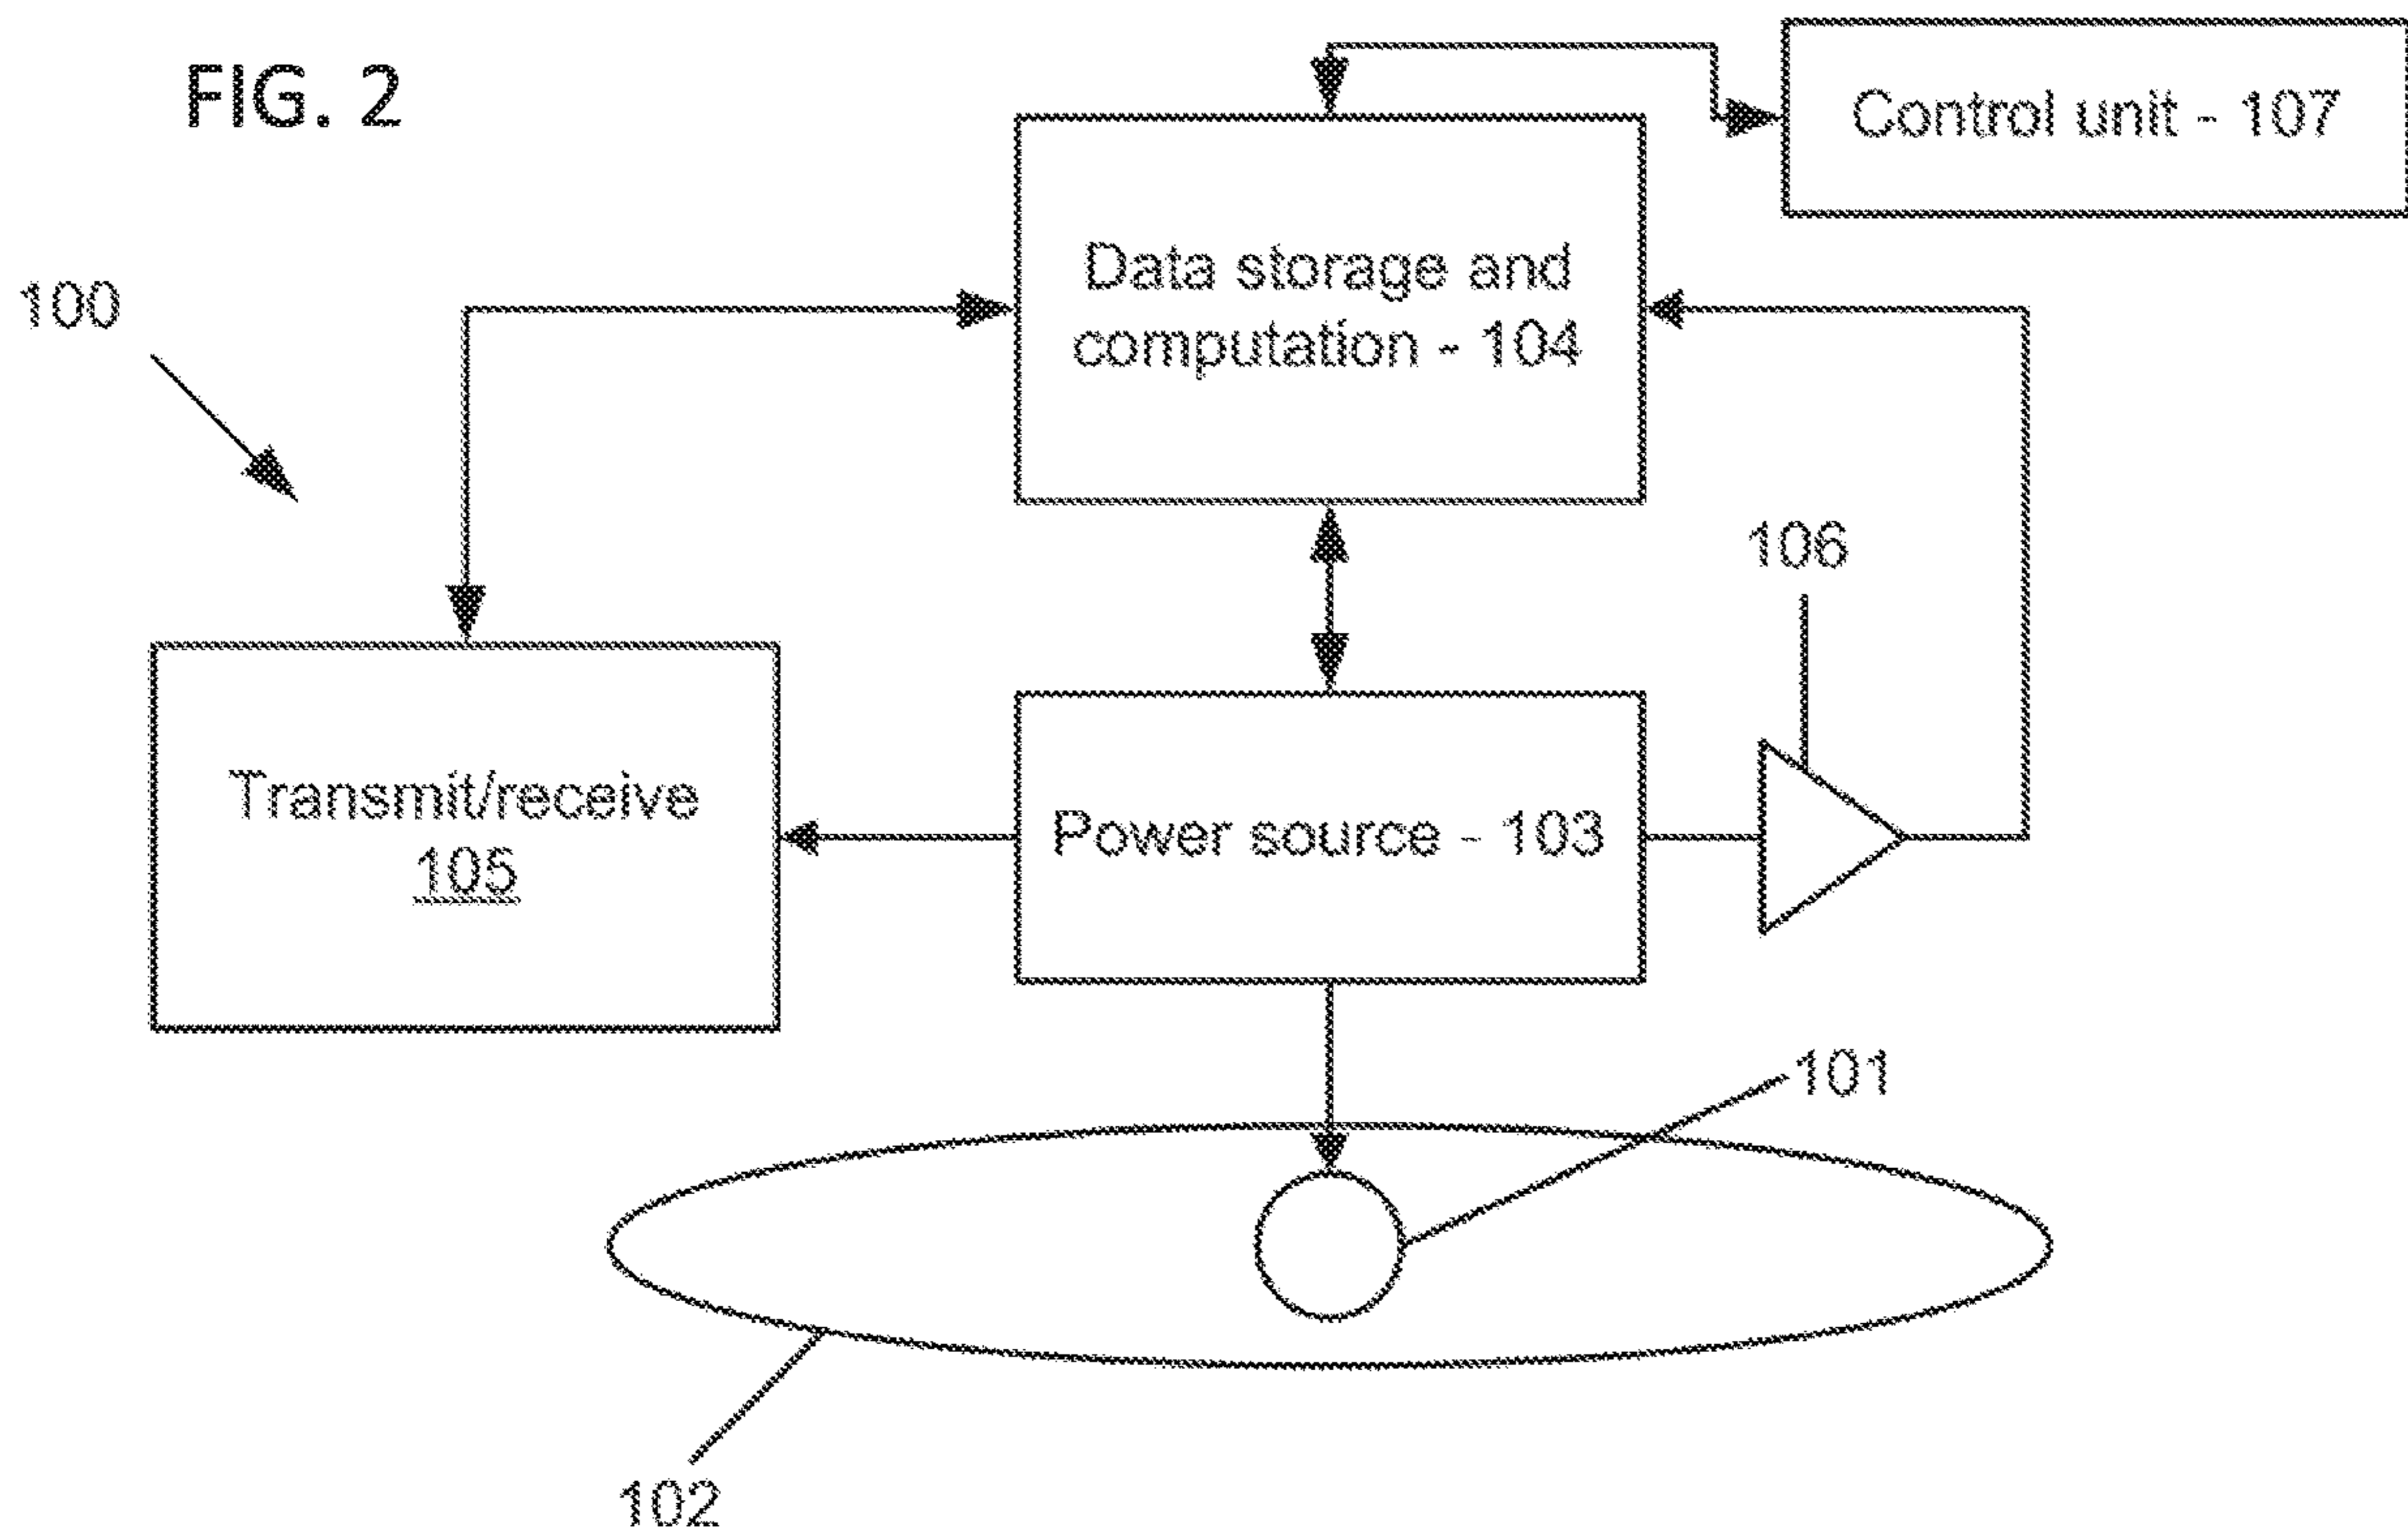 FIG. 2
Control unit - 107
Data storage and
computation - 104
100
106
Transmit/receive
105
Power source - 103
101
102